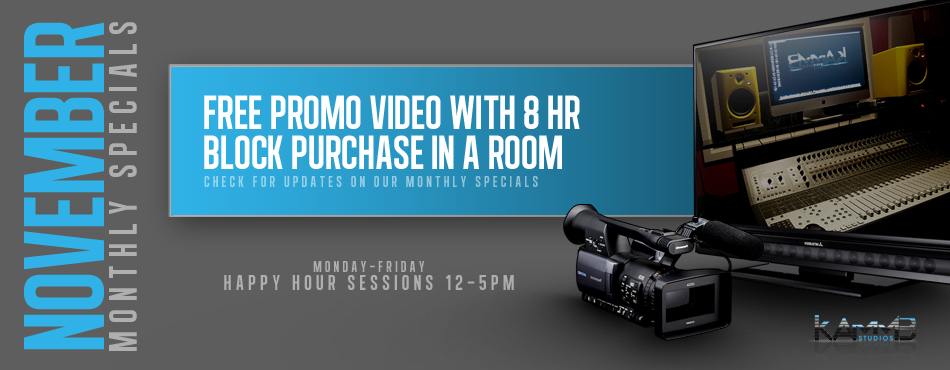 NOVEMBER
MONTHLY SPECIALS
FREE PROMO VIDEO WITH 8 HR
BLOCK PURCHASE IN A ROOM
CHECK FOR UPDATES ON OUR MONTHLY SPECIALS
MONDAY-FRIDAY
HAPPY HOUR SESSIONS 12-5PM
KAMMB
STUDIOS